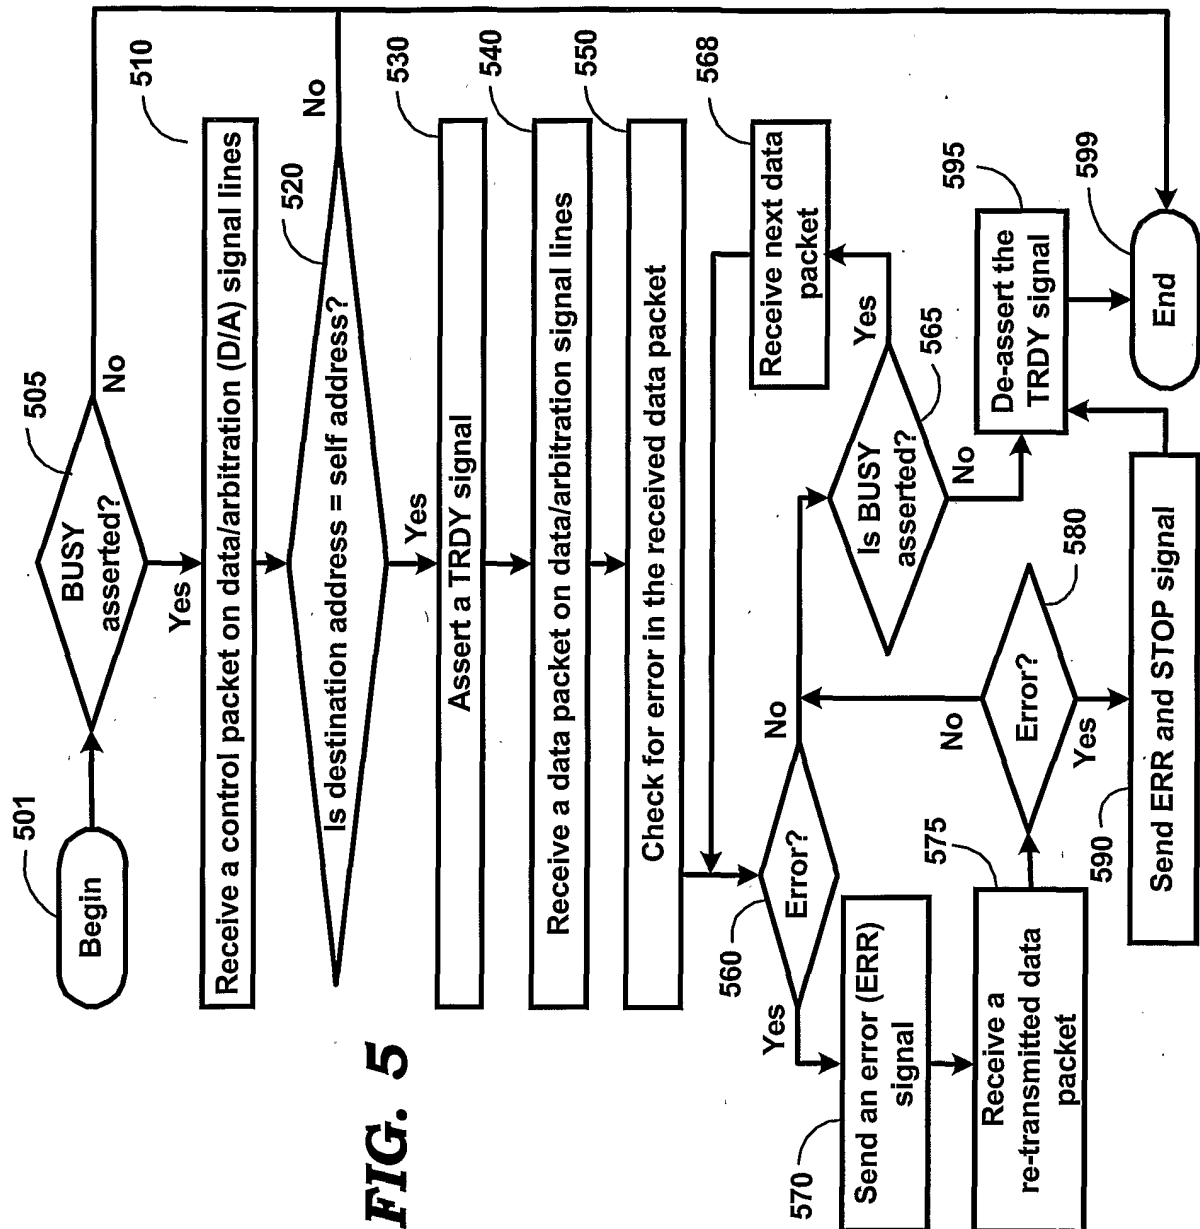 501
Begin
BUSY
asserted?
505
No
Yes
510
Receive a control packet on data/arbitration (D/A) signal lines
520
Is destination address = self address?
No
Yes
530
Assert a TRDY signal
540
Receive a data packet on data/arbitration signal lines
550
Check for error in the received data packet
560
Error?
No
Yes
568
Receive next data
packet
Yes
565
Is BUSY
asserted?
No
570
Send an error (ERR)
signal
575
Receive a
re-transmitted data
packet
580
Error?
No
Yes
590
Send ERR and STOP signal
595
De-assert the
TRDY signal
599
End
FIG. 5